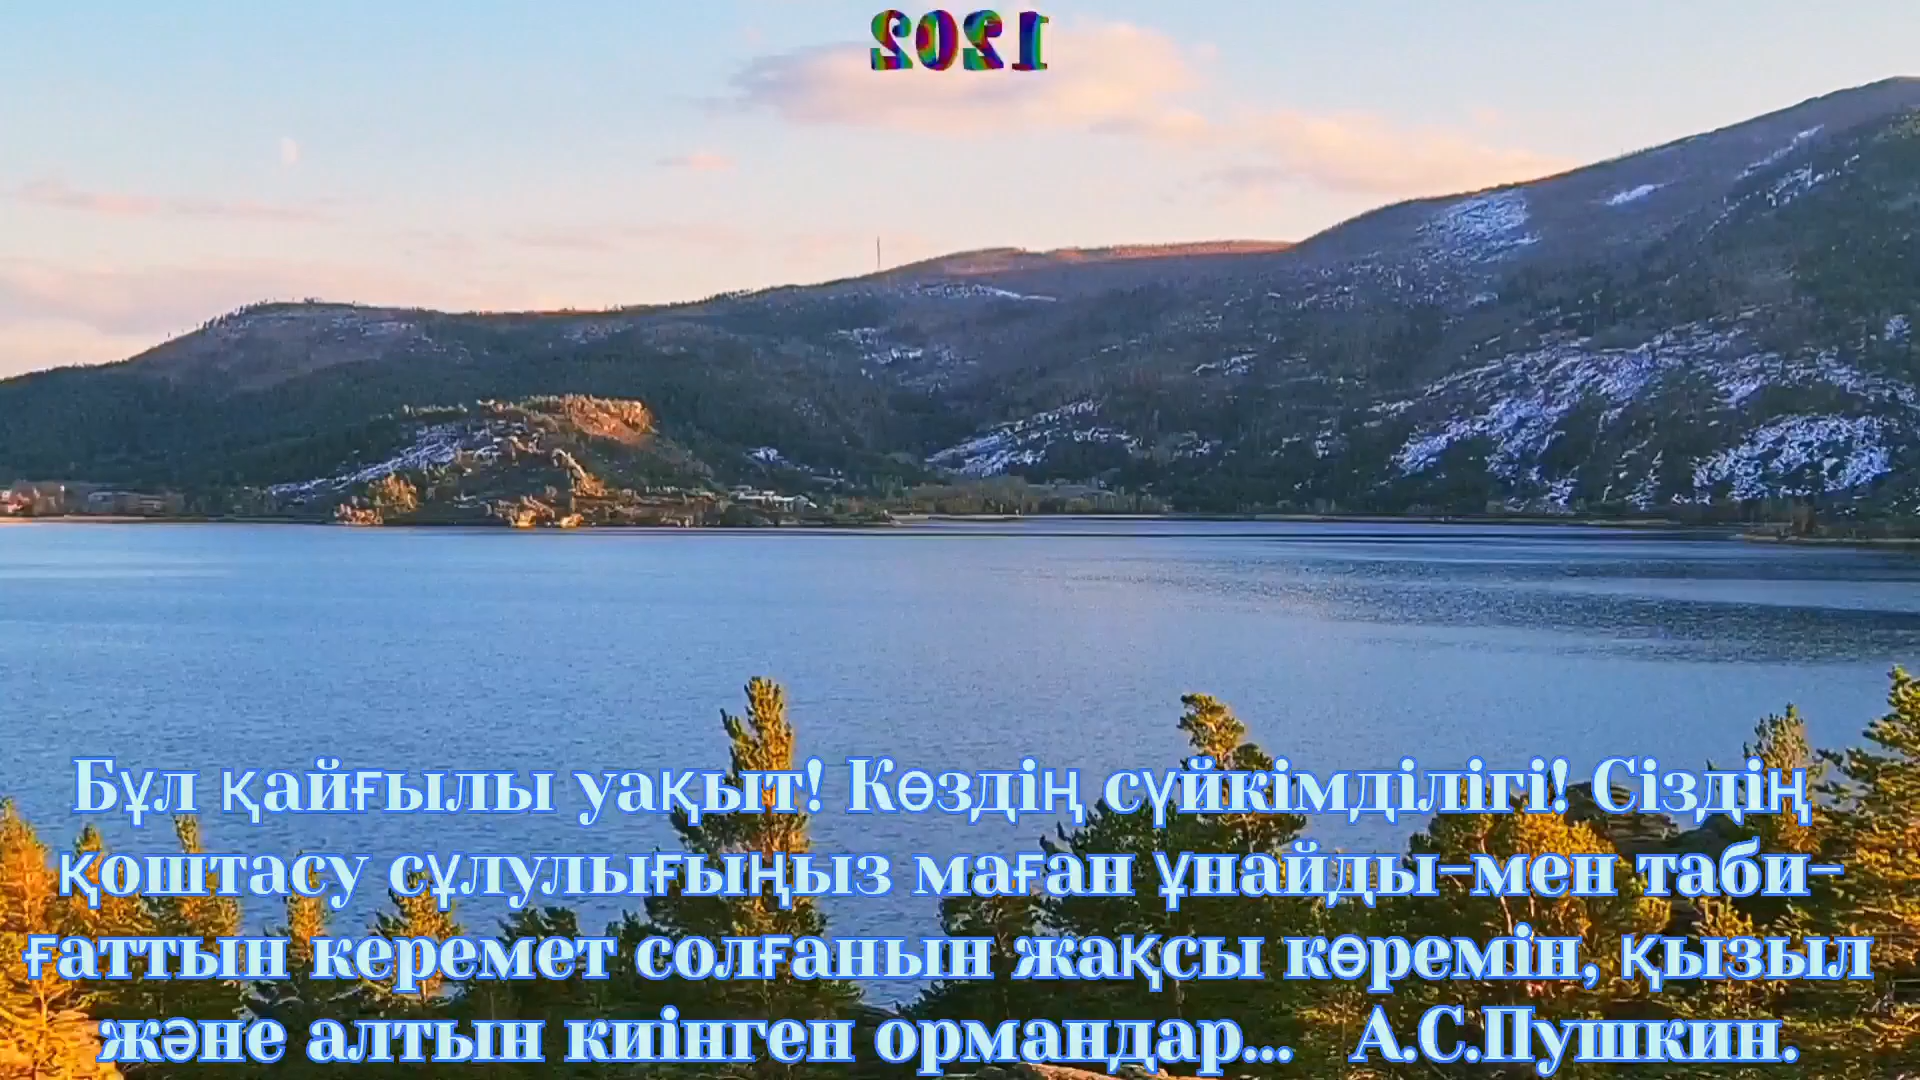 2021
Бұл қайғылы уақыт! Көздің сүйкімділігі! Сіздің
қоштасу сұлулығыңыз маған ұнайды-мен таби-
ғаттын керемет солғанын жақсы көремін, қызыл
және алтын киінген ормандар... А.С.Пушкин.